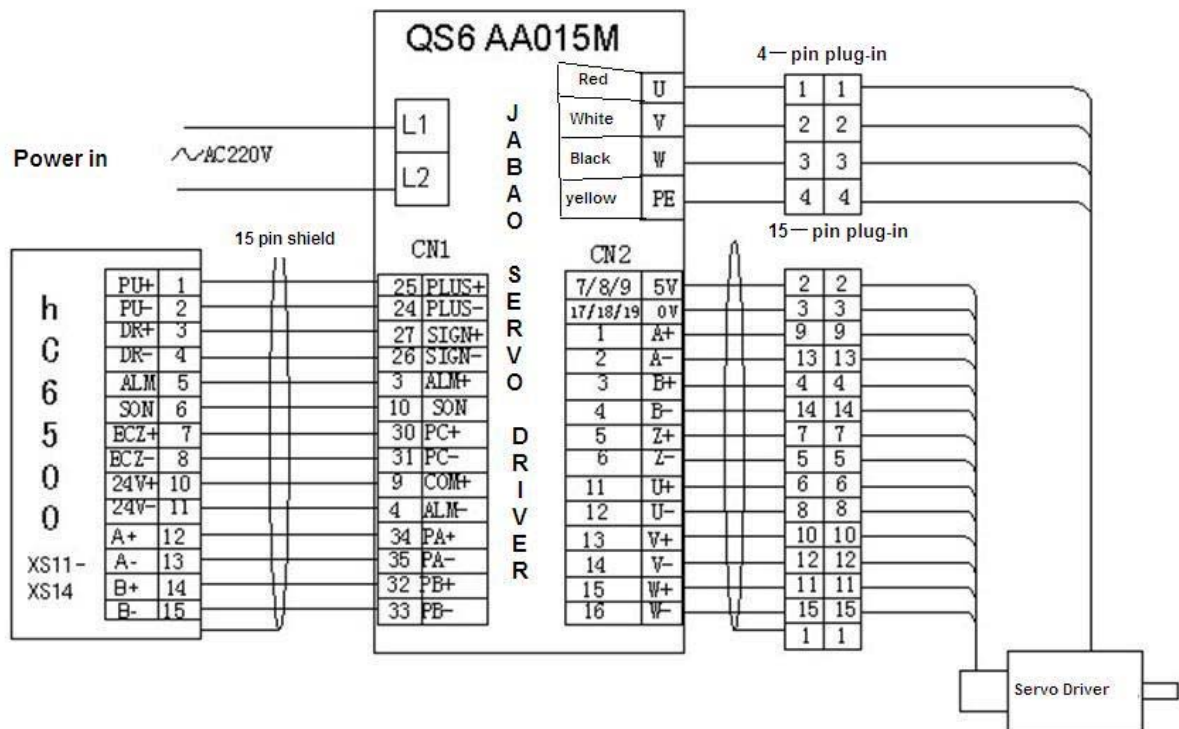 QS6 AA015M
4-pin plug-in
Red U 1 1
White V 2 2
Black W 3 3
yellow PE 4 4
L1
L2
Power in
AC220V
JABAO SERVO DRIVER
15-pin plug-in
15 pin shield
CN1
CN2
hC6500
XS11-
XS14
PU+ 1
PU- 2
DR+ 3
DR- 4
ALM 5
SON 6
ECZ+ 7
ECZ- 8
24V+ 10
24V- 11
A+ 12
A- 13
B+ 14
B- 15
25 PLUS+
24 PLUS-
27 SIGN+
26 SIGN-
3 ALM+
10 SON
30 PC+
31 PC-
9 COM+
4 ALM-
34 PA+
35 PA-
32 PB+
33 PB-
7/8/9 5V
17/18/19 0V
1 A+
2 A-
3 B+
4 B-
5 Z+
6 Z-
11 U+
12 U-
13 V+
14 V-
15 W+
16 W-
2 2
3 3
9 9
13 13
4 4
14 14
7 7
5 5
6 6
8 8
10 10
12 12
11 11
15 15
1 1
Servo Driver